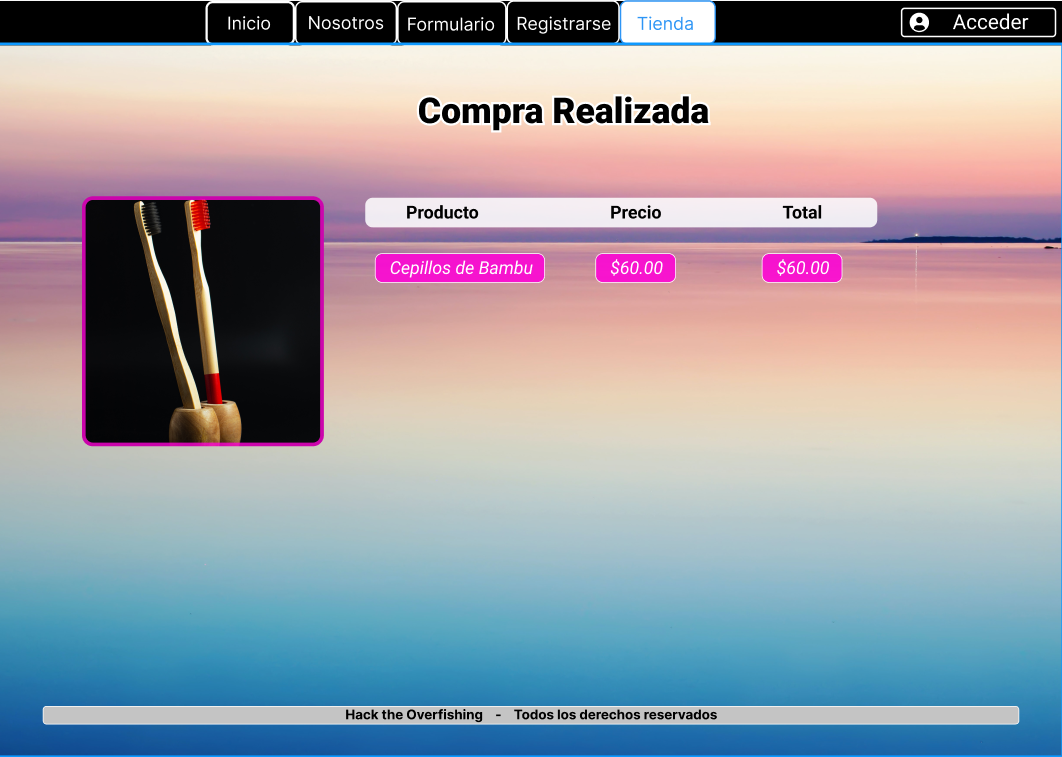 Inicio Nosotros Formulario Registrarse Tienda Acceder
Compra Realizada
Producto Precio Total
Cepillos de Bambu $60.00 $60.00
Hack the Overfishing - Todos los derechos reservados